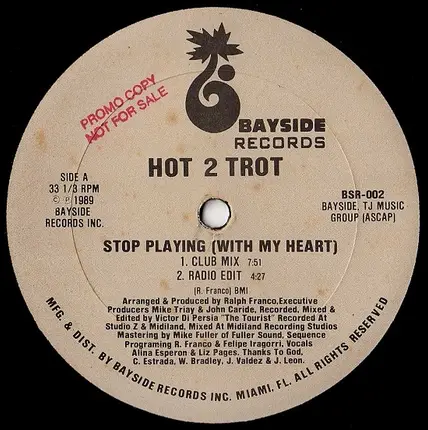 PROMO COPY
NOT FOR SALE
BAYSIDE
RECORDS
HOT 2 TROT
SIDE A
33 1/3 RPM
© ℗ 1989
BAYSIDE
RECORDS INC.
BSR-002
BAYSIDE, TJ MUSIC
GROUP (ASCAP)
STOP PLAYING (WITH MY HEART)
1. CLUB MIX 7:51
2. RADIO EDIT 4:27
(R. Franco) BMI
Arranged & Produced by Ralph Franco,Executive
Producers Mike Triay & John Caride, Recorded, Mixed &
Edited by Victor Di Persia "The Tourist" Recorded At
Studio Z & Midiland, Mixed At Midiland Recording Studios
Mastering by Mike Fuller of Fuller Sound, Sequence
Programing R. Franco & Felipe Iragorri, Vocals
Alina Esperon & Liz Pages, Thanks To God,
C. Estrada, W. Bradley, J. Valdez & J. Leon.
MFG. & DIST. BY BAYSIDE RECORDS INC. MIAMI, FL. ALL RIGHTS RESERVED